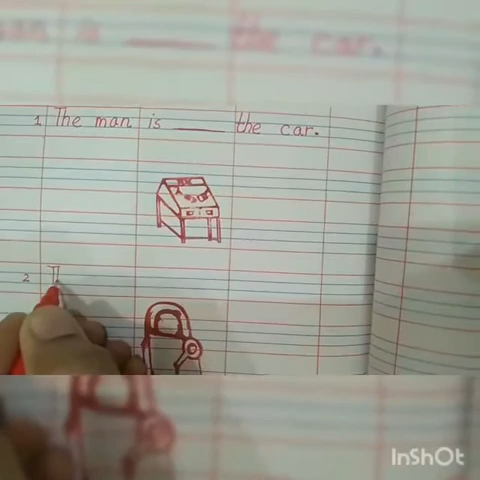 1 The man is ____ the car.
2 T
InShOt